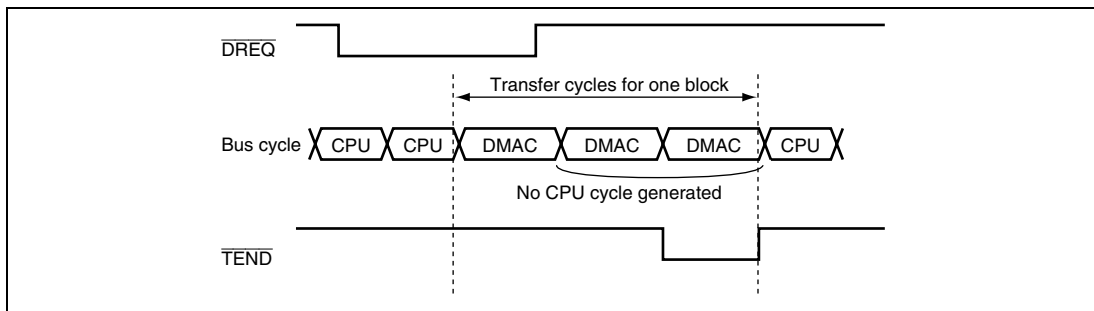 DREQ
Transfer cycles for one block
Bus cycle CPU CPU DMAC DMAC DMAC CPU
No CPU cycle generated
TEND